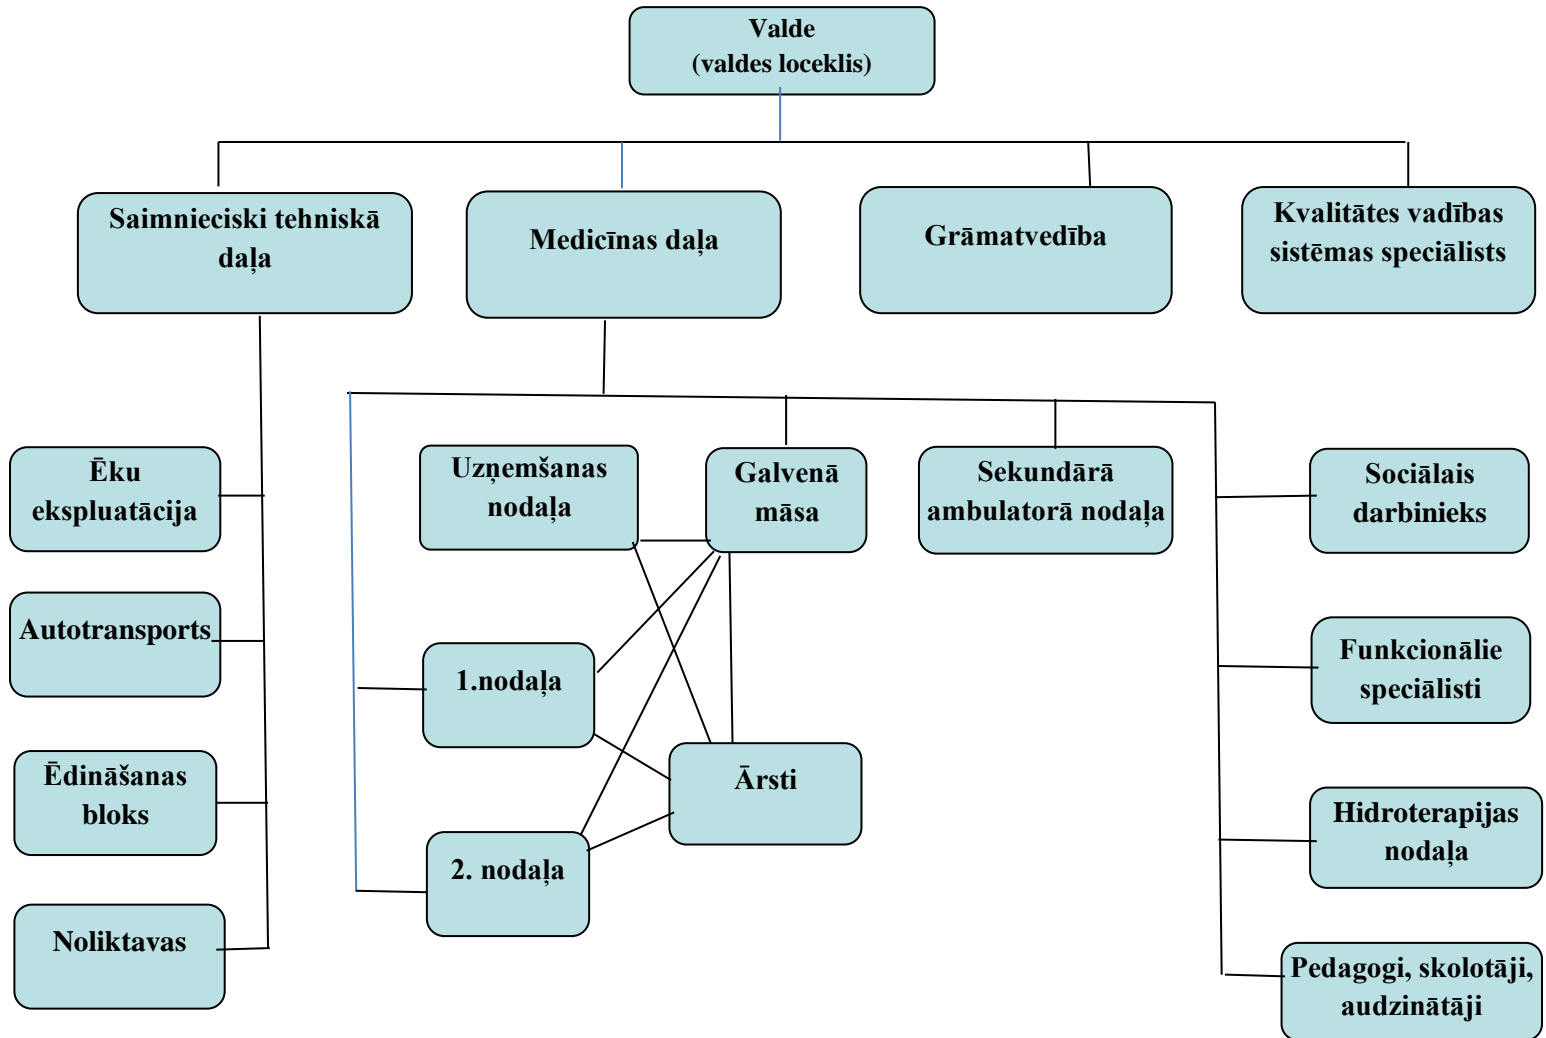 Valde
(valdes loceklis)
Saimnieciski tehniskā
daļa
Medicīnas daļa
Grāmatvedība
Kvalitātes vadības
sistēmas speciālists
Ēku
ekspluatācija
Uzņemšanas
nodaļa
Galvenā
māsa
Sekundārā
ambulatorā nodaļa
Sociālais
darbinieks
Autotransports
1.nodaļa
Funkcionālie
speciālisti
Ēdināšanas
bloks
Ārsti
2. nodaļa
Hidroterapijas
nodaļa
Noliktavas
Pedagogi, skolotāji,
audzinātāji